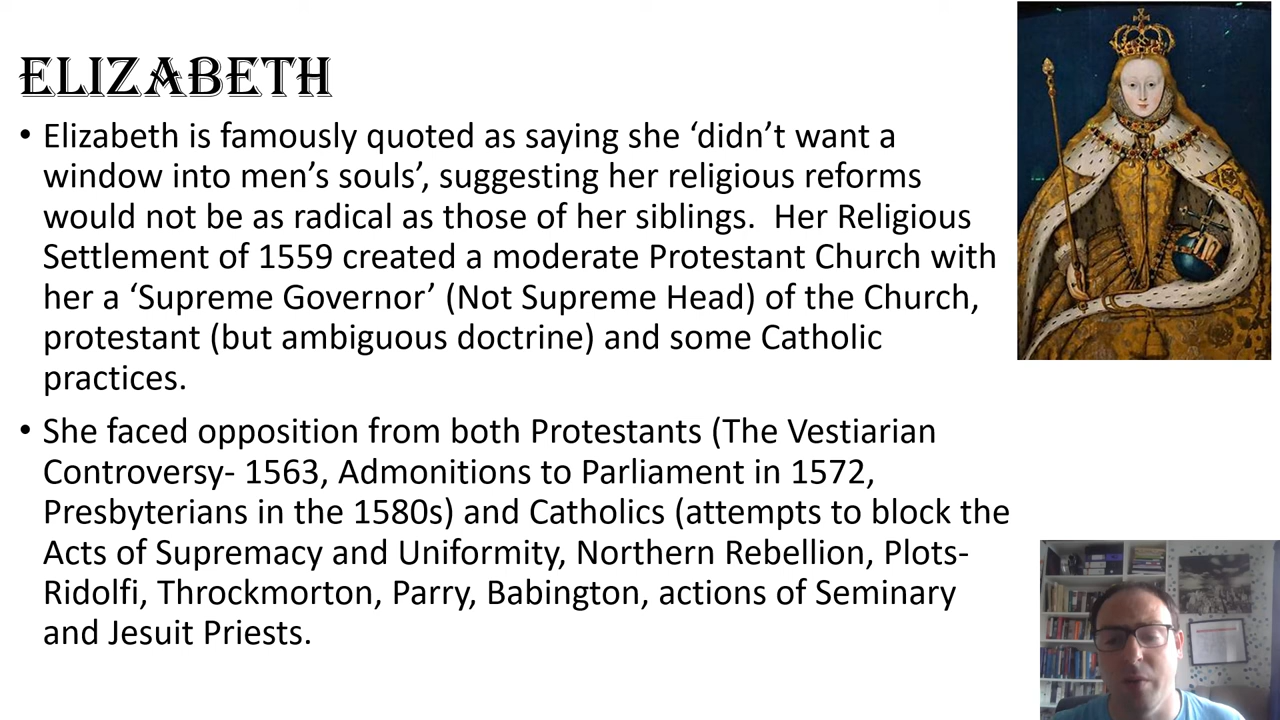 ELIZABETH
• Elizabeth is famously quoted as saying she ‘didn’t want a
window into men’s souls’, suggesting her religious reforms
would not be as radical as those of her siblings.  Her Religious
Settlement of 1559 created a moderate Protestant Church with
her a ‘Supreme Governor’ (Not Supreme Head) of the Church,
protestant (but ambiguous doctrine) and some Catholic
practices.
• She faced opposition from both Protestants (The Vestiarian
Controversy- 1563, Admonitions to Parliament in 1572,
Presbyterians in the 1580s) and Catholics (attempts to block the
Acts of Supremacy and Uniformity, Northern Rebellion, Plots-
Ridolfi, Throckmorton, Parry, Babington, actions of Seminary
and Jesuit Priests.